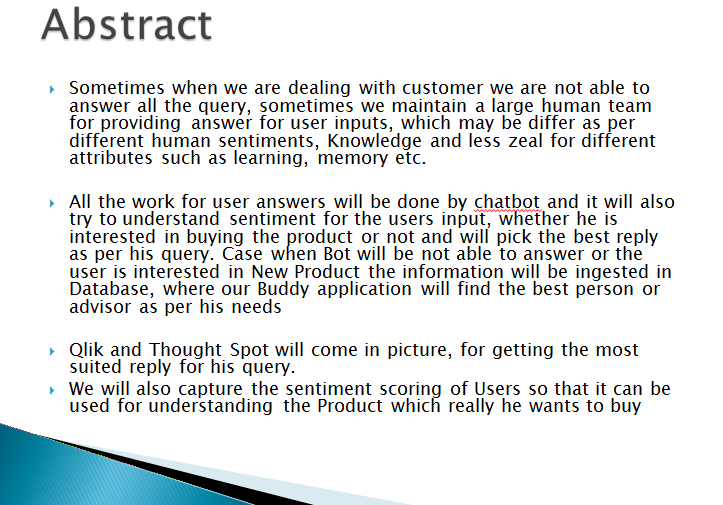 Abstract
Sometimes when we are dealing with customer we are not able to
answer all the query, sometimes we maintain a large human team
for providing answer for user inputs, which may be differ as per
different human sentiments, Knowledge and less zeal for different
attributes such as learning, memory etc.
All the work for user answers will be done by chatbot and it will also
try to understand sentiment for the users input, whether he is
interested in buying the product or not and will pick the best reply
as per his query. Case when Bot will be not able to answer or the
user is interested in New Product the information will be ingested in
Database, where our Buddy application will find the best person or
advisor as per his needs
Qlik and Thought Spot will come in picture, for getting the most
suited reply for his query.
We will also capture the sentiment scoring of Users so that it can be
used for understanding the Product which really he wants to buy